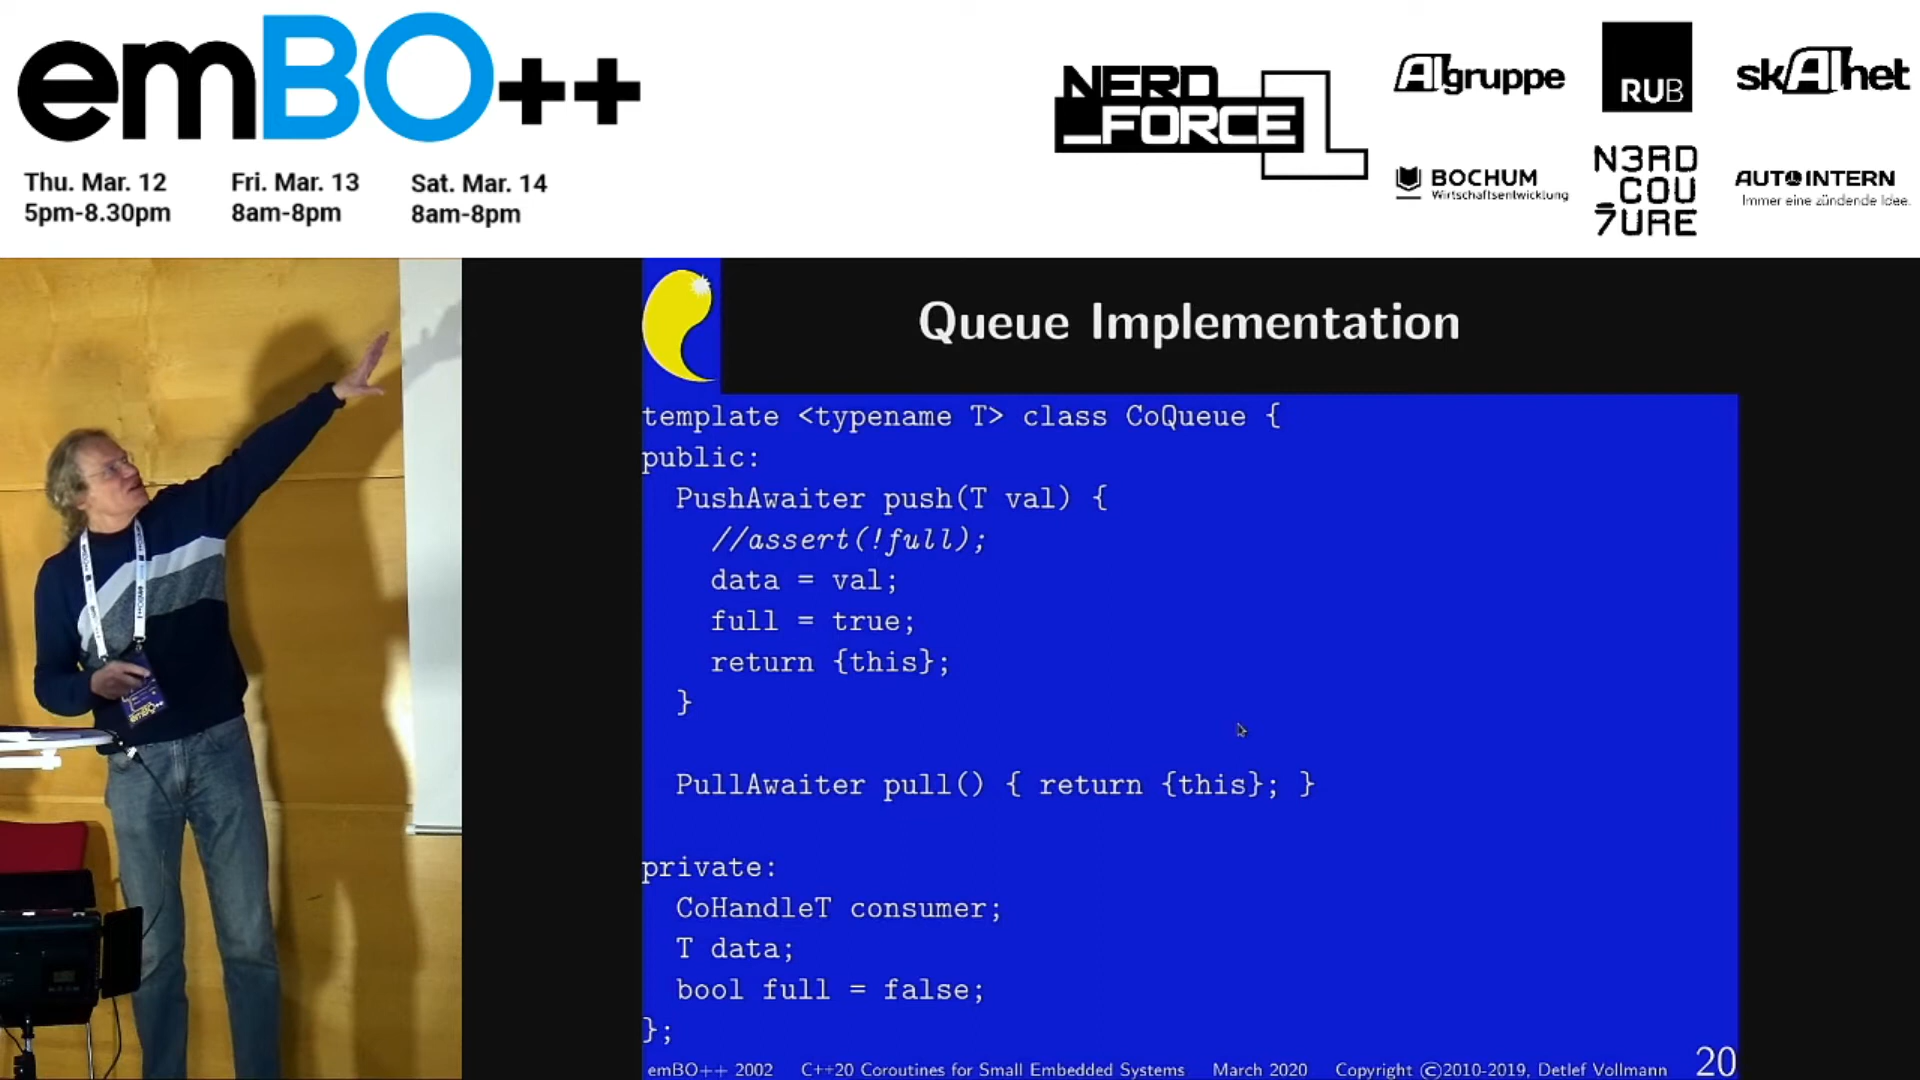 emBO++
Thu. Mar. 12
5pm-8.30pm
Fri. Mar. 13
8am-8pm
Sat. Mar. 14
8am-8pm
NERD
_FORCE
1
AIgruppe
RUB
skAInet
BOCHUM
Wirtschaftsentwicklung
N3RD
_COU
7URE
AUTOINTERN
Immer eine zündende Idee.
Queue Implementation
template <typename T> class CoQueue {
public:
PushAwaiter push(T val) {
//assert(!full);
data = val;
full = true;
return {this};
}
PullAwaiter pull() { return {this}; }
private:
CoHandleT consumer;
T data;
bool full = false;
};
emBO++ 2002 C++20 Coroutines for Small Embedded Systems March 2020 Copyright ©2010-2019, Detlef Vollmann 20